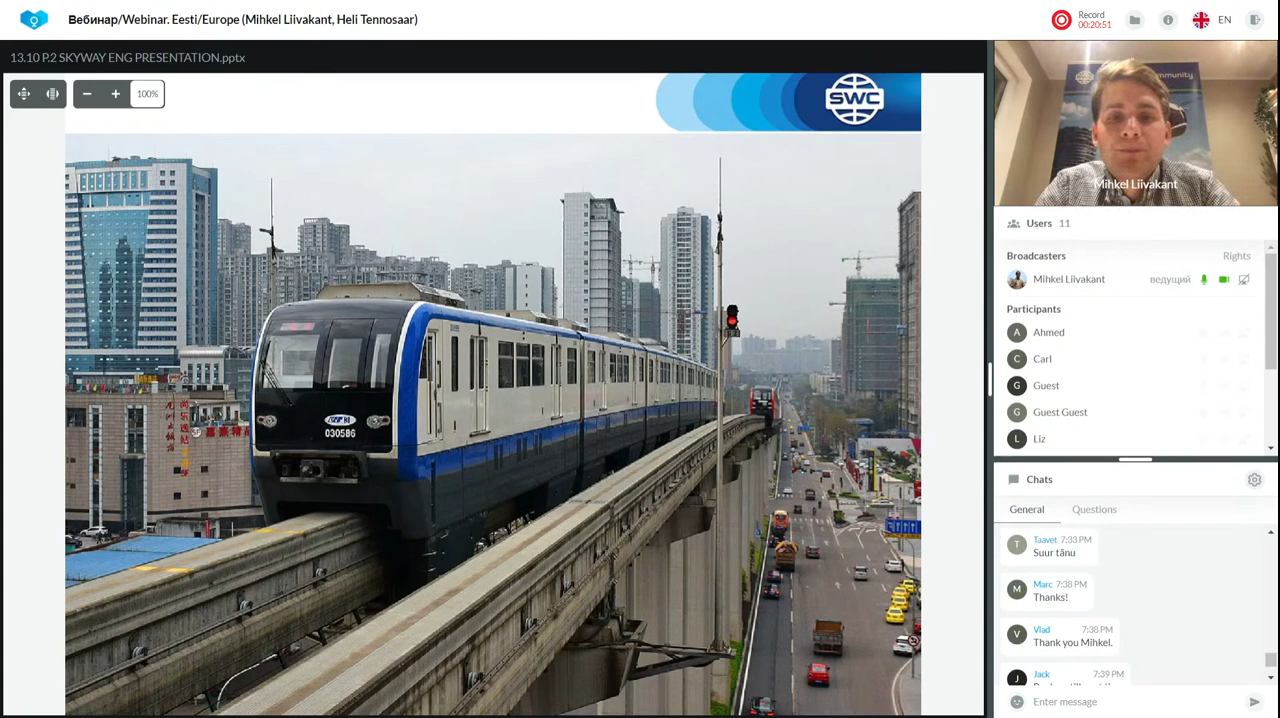 Вебинар/Webinar. Eesti/Europe (Mihkel Liivakant, Heli Tennosaar)
Record
00:20:51
EN
13.10 P.2 SKYWAY ENG PRESENTATION.pptx
100%
SWC
030586
Mihkel Liivakant
Users 11
Broadcasters
Rights
Mihkel Liivakant
ведущий
Participants
A Ahmed
C Carl
G Guest
G Guest Guest
L Liz
Chats
General
Questions
T Taavet 7:33 PM
Suur tänu
M Marc 7:38 PM
Thanks!
V Vlad 7:38 PM
Thank you Mihkel.
J Jack 7:39 PM
Enter message